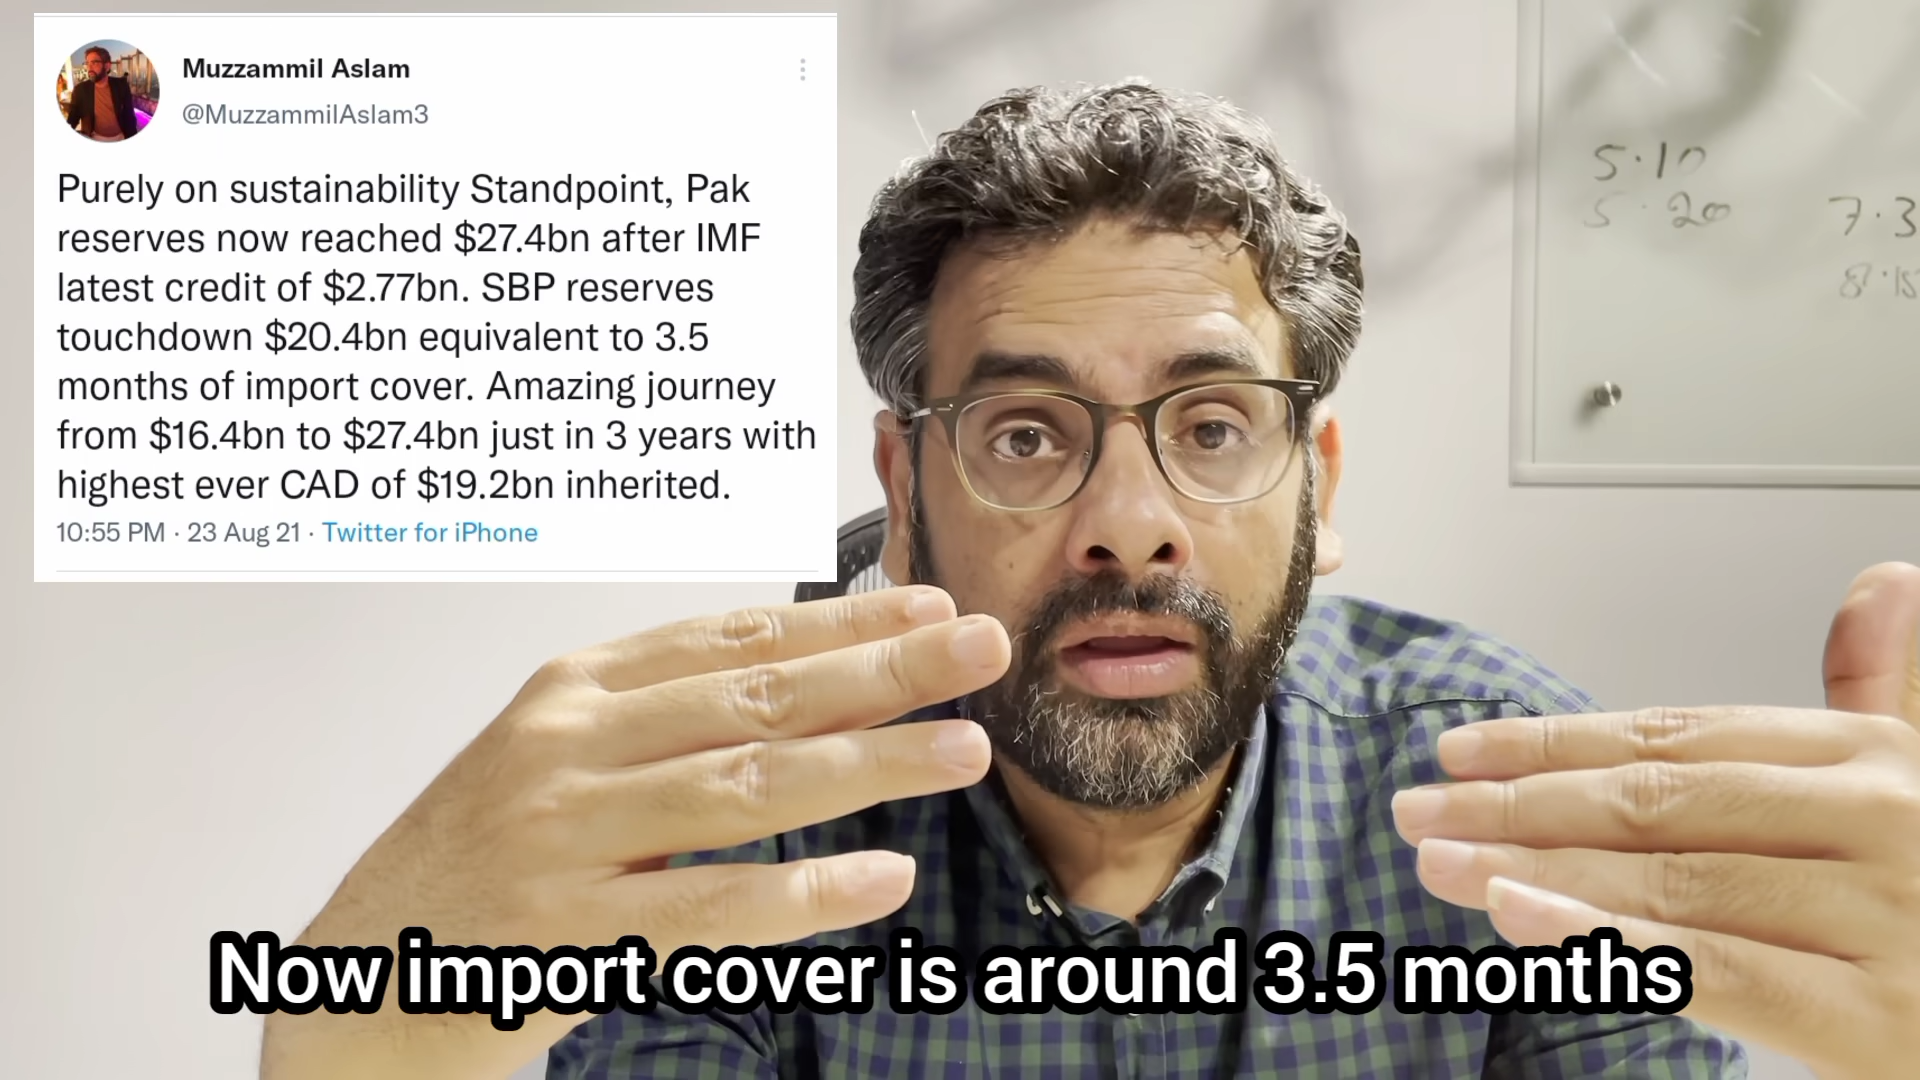 Muzzammil Aslam
@MuzzammilAslam3
Purely on sustainability Standpoint, Pak
reserves now reached $27.4bn after IMF
latest credit of $2.77bn. SBP reserves
touchdown $20.4bn equivalent to 3.5
months of import cover. Amazing journey
from $16.4bn to $27.4bn just in 3 years with
highest ever CAD of $19.2bn inherited.
10:55 PM · 23 Aug 21 · Twitter for iPhone
5·10
5·20
7·3
8·15
Now import cover is around 3.5 months